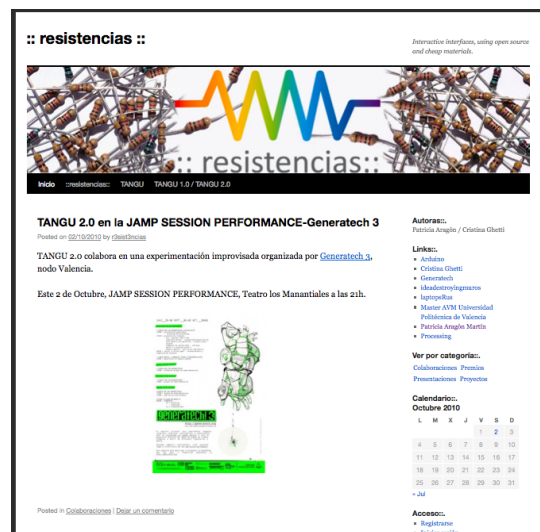 :: resistencias ::
Interactive interfaces, using open source
and cheap materials.
:: resistencias::
Inicio ::resistencias:: TANGU TANGU 1.0 / TANGU 2.0
TANGU 2.0 en la JAMP SESSION PERFORMANCE-Generatech 3
Posted on 02/10/2010 by r3sist3ncias
TANGU 2.0 colabora en una experimentación improvisada organizada por Generatech 3,
nodo Valencia.
Este 2 de Octubre, JAMP SESSION PERFORMANCE, Teatro los Manantiales a las 21h.
generatech3
Posted in Colaboraciones | Dejar un comentario
Autoras::.
Patricia Aragón / Cristina Ghetti
Links::.
Arduino
Cristina Ghetti
Generatech
ideadestroyingmuros
laptopsRus
Master AVM Universidad
Politécnica de Valencia
Patricia Aragón Martín
Processing
Ver por categoría::.
Colaboraciones Premios
Presentaciones Proyectos
Calendario::.
Octubre 2010
L M X J V S D
1 2 3
4 5 6 7 8 9 10
11 12 13 14 15 16 17
18 19 20 21 22 23 24
25 26 27 28 29 30 31
« Jul
Acceso::.
Registrarse